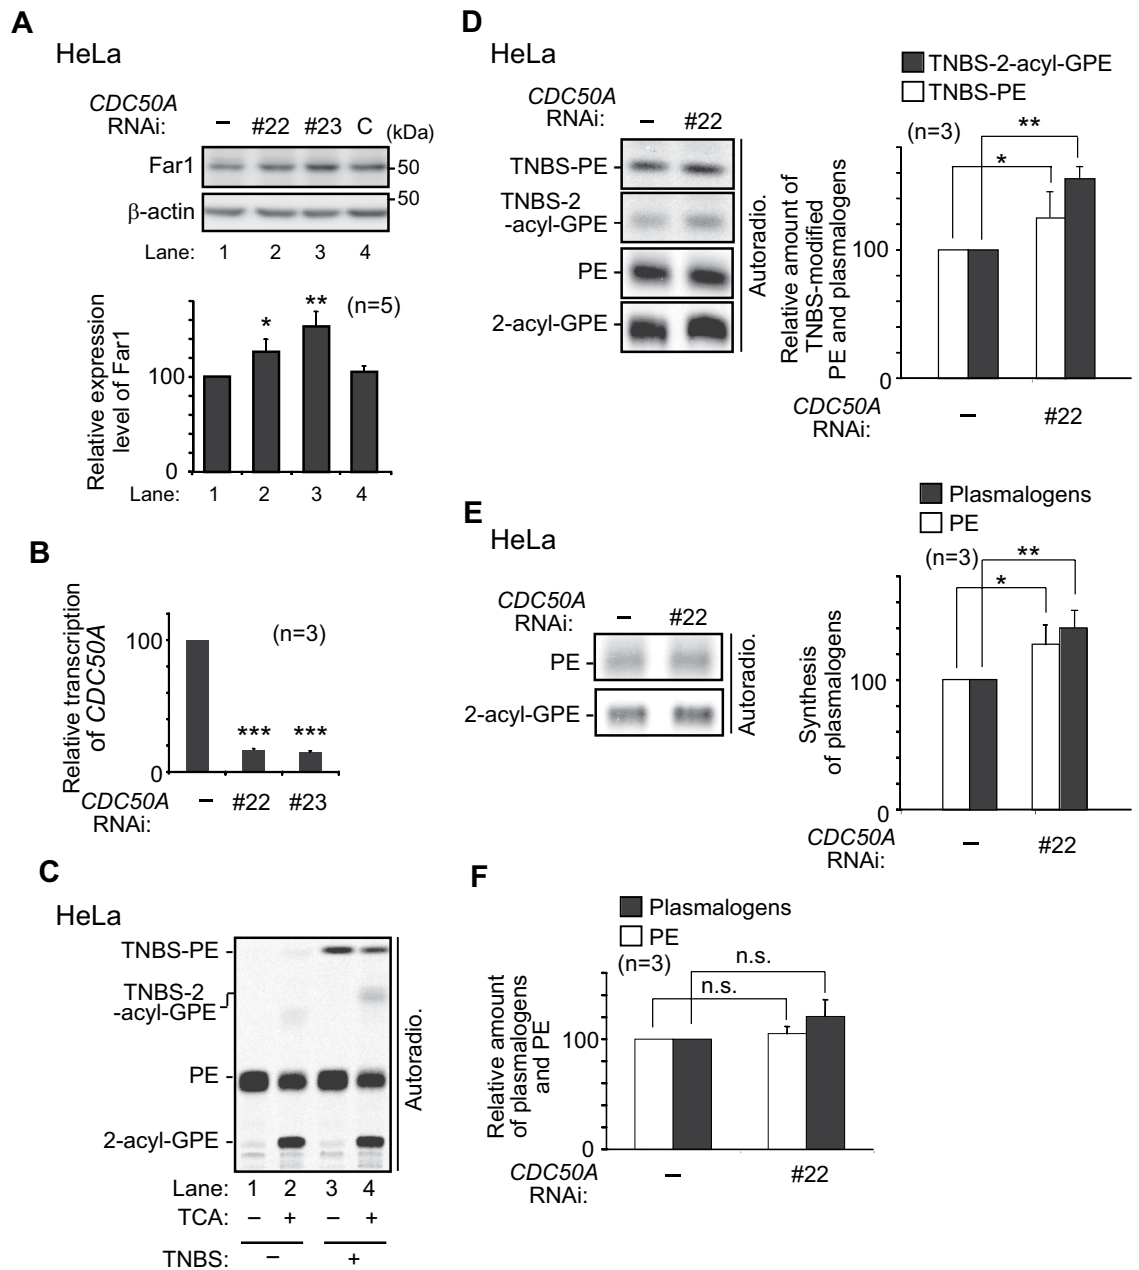 A
HeLa
CDC50A
RNAi: – #22 #23 C (kDa)
Far1 50
50
β-actin
Lane: 1 2 3 4
Relative expression
level of Far1
* ** (n=5)
100
0
Lane: 1 2 3 4
B
Relative transcription
of CDC50A
100 (n=3)
*** ***
0
CDC50A
RNAi: – #22 #23
C
HeLa
TNBS-PE
TNBS-2
-acyl-GPE
PE
2-acyl-GPE
Autoradio.
Lane: 1 2 3 4
TCA: – + – +
TNBS: – +
D
HeLa
CDC50A
RNAi: – #22
TNBS-PE
TNBS-2
-acyl-GPE
PE
2-acyl-GPE
Autoradio.
TNBS-2-acyl-GPE
TNBS-PE
(n=3) **
*
Relative amount of
TNBS-modified
PE and plasmalogens
100
0
CDC50A
RNAi: – #22
E
HeLa
CDC50A
RNAi: – #22
PE
2-acyl-GPE
Autoradio.
Plasmalogens
PE
(n=3) **
*
Synthesis
of plasmalogens
100
0
CDC50A
RNAi: – #22
F
Plasmalogens
PE
(n=3) n.s.
n.s.
Relative amount
of plasmalogens
and PE
100
0
CDC50A
RNAi: – #22